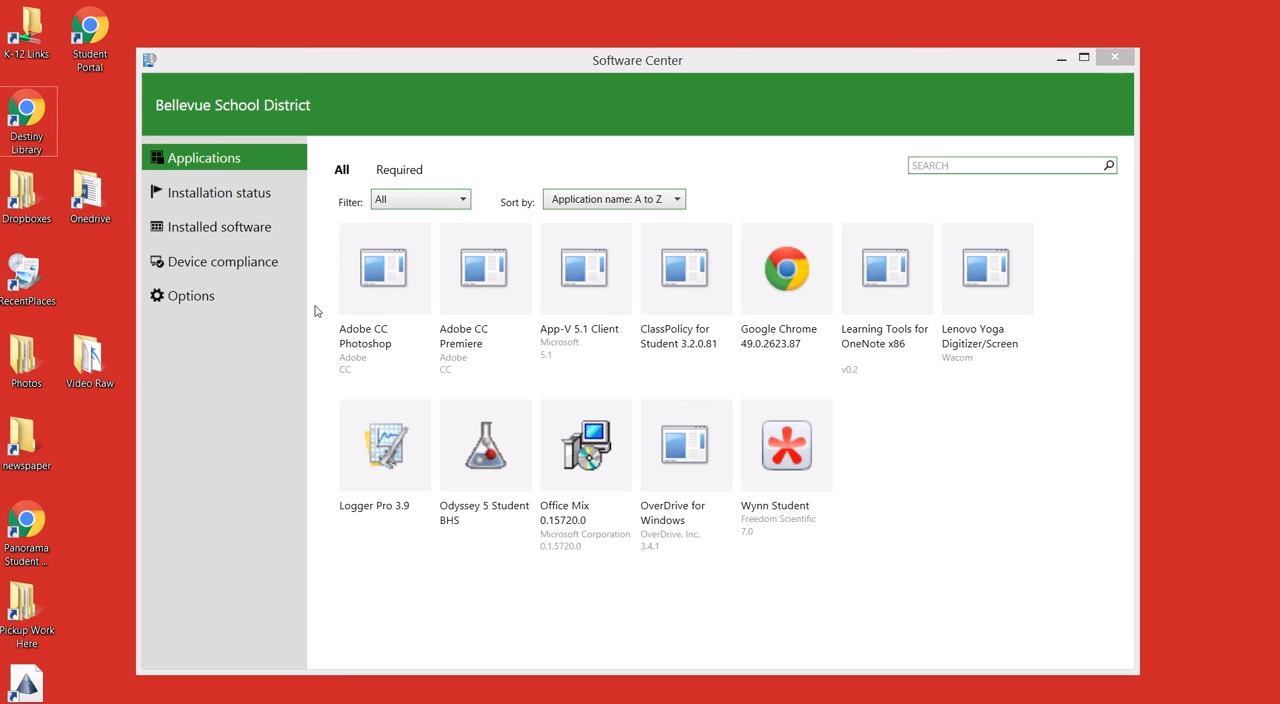 K-12 Links
Student
Portal
Destiny
Library
Dropboxes
Onedrive
RecentPlaces
Photos
Video Raw
newspaper
Panorama
Student ...
Pickup Work
Here
Software Center
Bellevue School District
Applications
Installation status
Installed software
Device compliance
Options
All
Required
SEARCH
Filter:
All
Sort by:
Application name: A to Z
Adobe CC
Photoshop
Adobe
CC
Adobe CC
Premiere
Adobe
CC
App-V 5.1 Client
Microsoft
5.1
ClassPolicy for
Student 3.2.0.81
Google Chrome
49.0.2623.87
Learning Tools for
OneNote x86
v0.2
Lenovo Yoga
Digitizer/Screen
Wacom
Logger Pro 3.9
Odyssey 5 Student
BHS
Office Mix
0.15720.0
Microsoft Corporation
0.1.5720.0
OverDrive for
Windows
OverDrive, Inc.
3.4.1
Wynn Student
Freedom Scientific
7.0